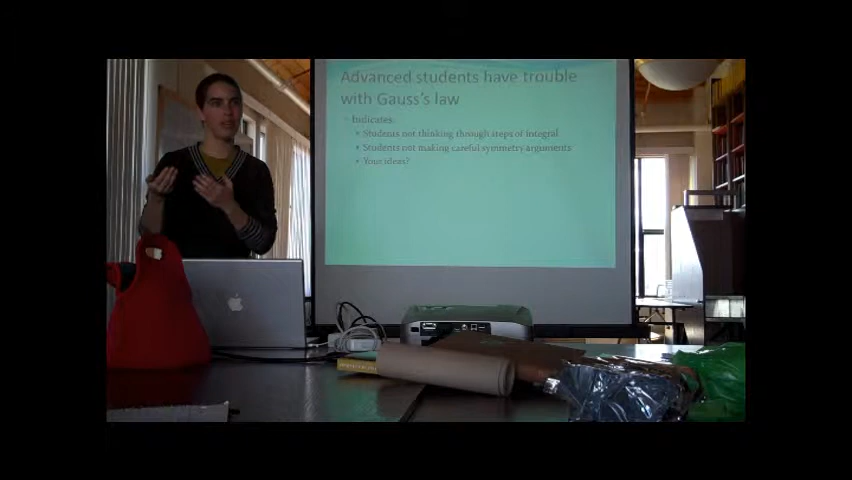 Advanced students have trouble
with Gauss's law
Indicates:
• Students not thinking through steps of integral
• Students not making careful symmetry arguments
• Your ideas?